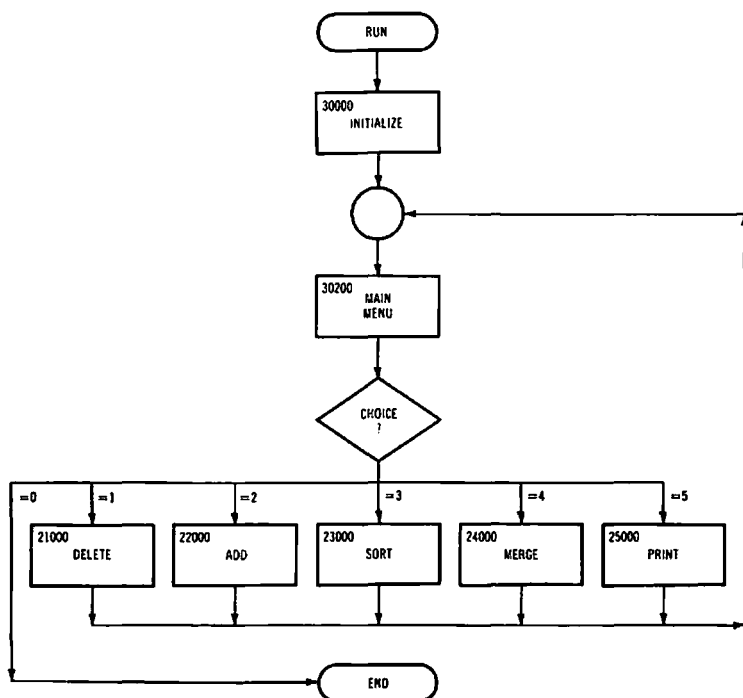 RUN
30000
INITIALIZE
30200
MAIN
MENU
CHOICE
?
=0
=1
=2
=3
=4
=5
21000
DELETE
22000
ADD
23000
SORT
24000
MERGE
25000
PRINT
END